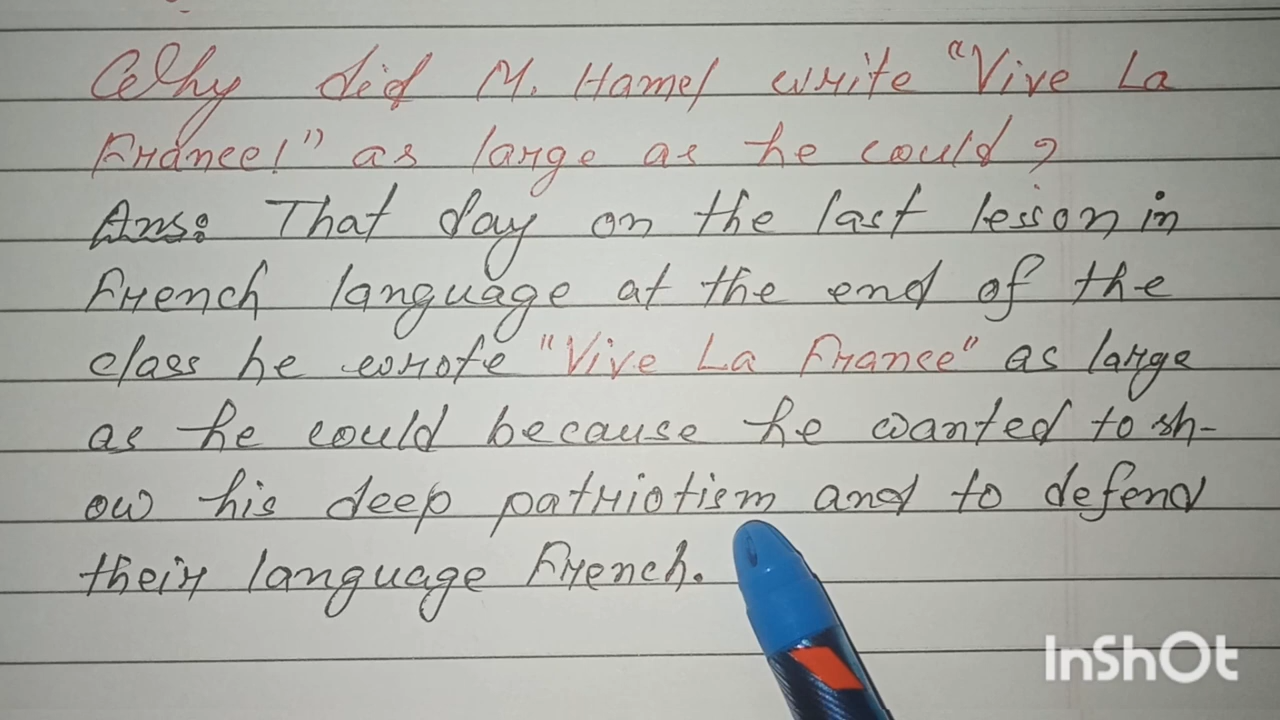 Why did M. Hamel write "Vive La
France!" as large as he could?
Ans: That day on the last lesson in
French language at the end of the
class he wrote "Vive La France" as large
as he could because he wanted to sh-
ow his deep patriotism and to defend
their language French.
InShOt